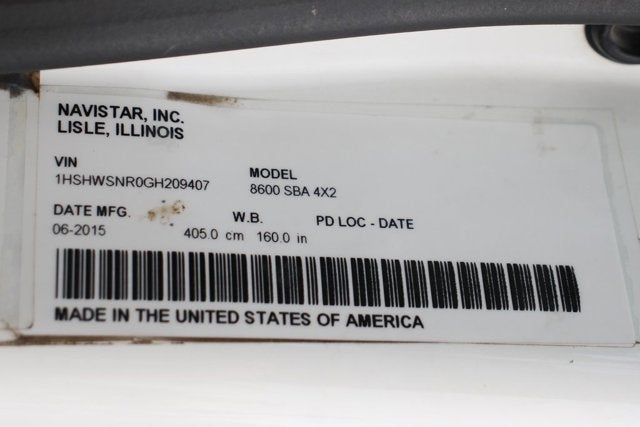 NAVISTAR, INC.
LISLE, ILLINOIS
VIN MODEL
1HSHWSNR0GH209407 8600 SBA 4X2
DATE MFG. W.B. PD LOC - DATE
06-2015 405.0 cm 160.0 in
MADE IN THE UNITED STATES OF AMERICA